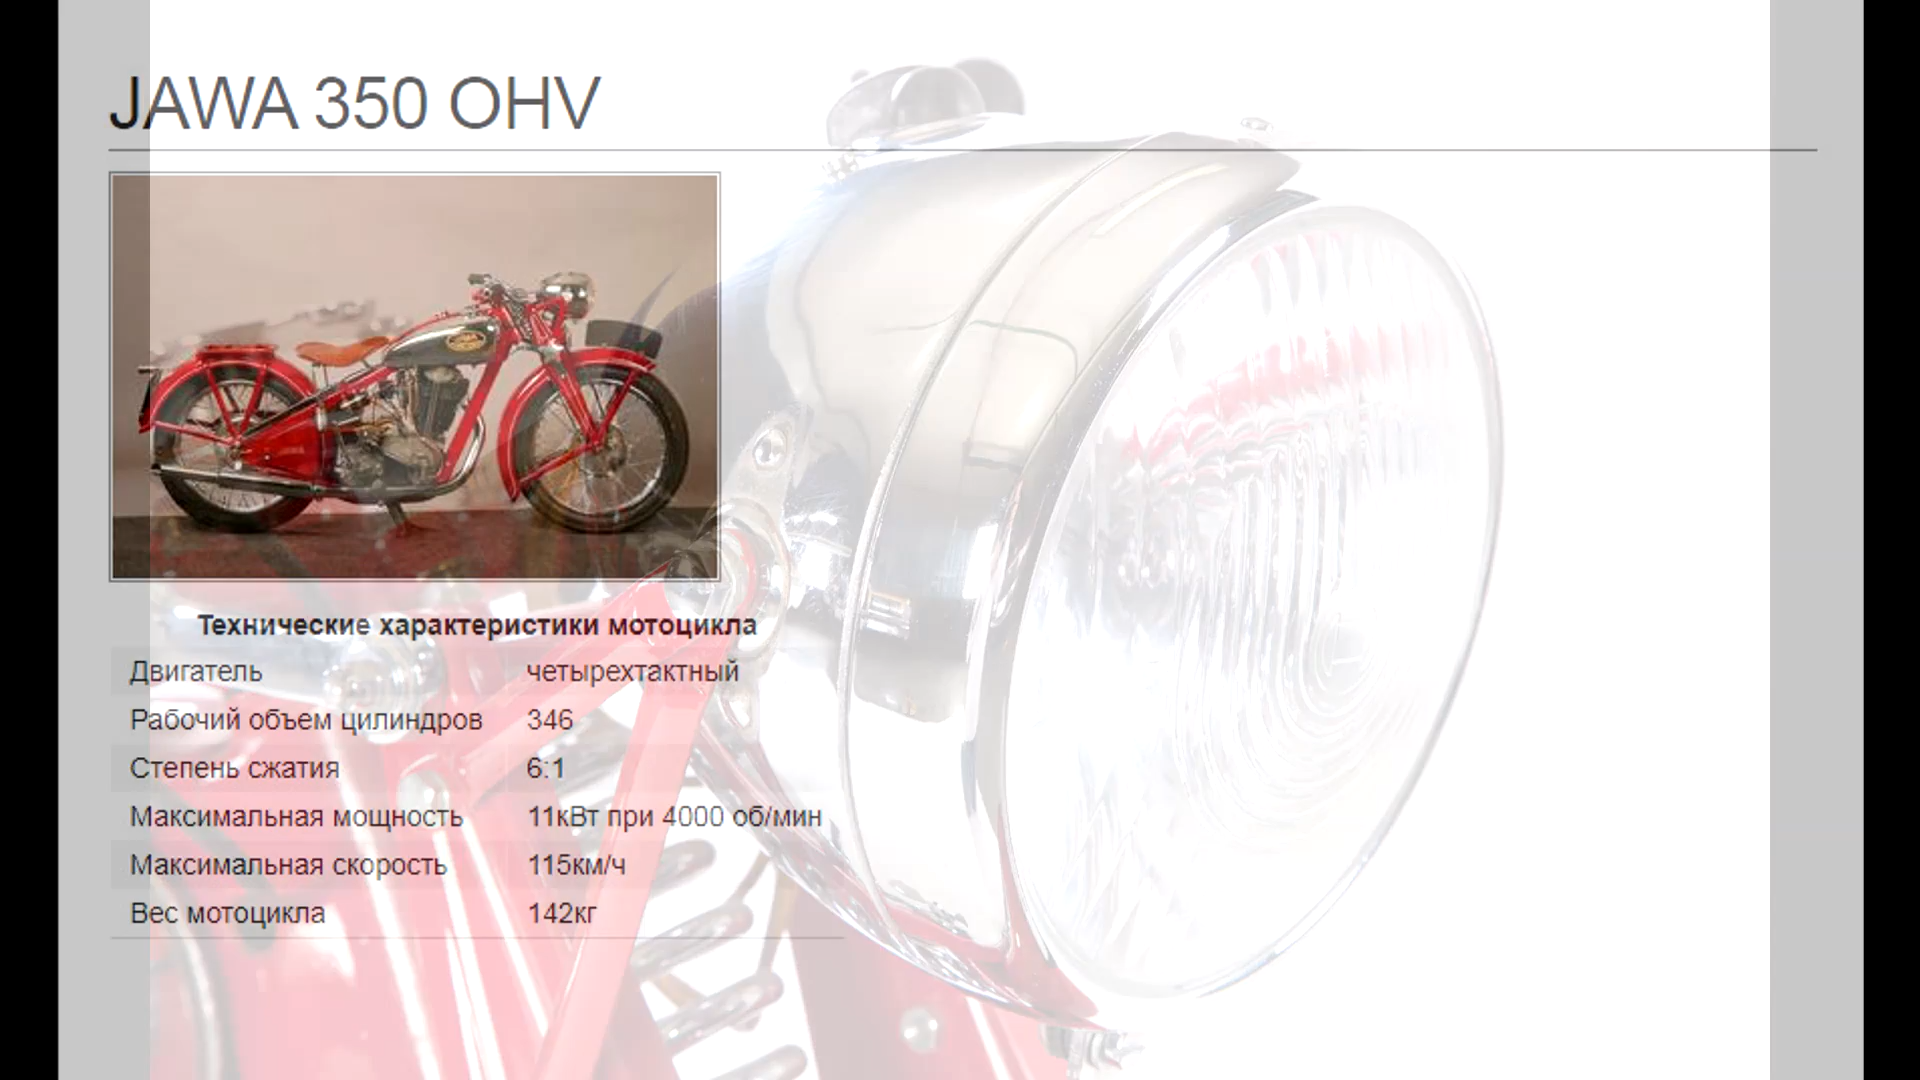 JAWA 350 OHV
Технические характеристики мотоцикла
Двигатель четырехтактный
Рабочий объем цилиндров 346
Степень сжатия 6:1
Максимальная мощность 11кВт при 4000 об/мин
Максимальная скорость 115км/ч
Вес мотоцикла 142кг